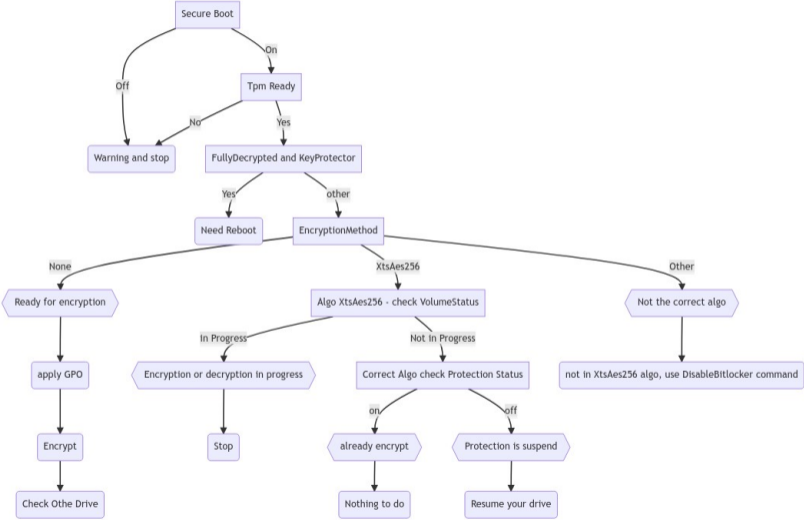 Secure Boot
On
Off
Tpm Ready
No
Yes
Warning and stop
FullyDecrypted and KeyProtector
Yes
other
Need Reboot
EncryptionMethod
None
XtsAes256
Other
Ready for encryption
Algo XtsAes256 - check VolumeStatus
Not the correct algo
In Progress
Not in Progress
apply GPO
Encryption or decryption in progress
Correct Algo check Protection Status
not in XtsAes256 algo, use DisableBitlocker command
on
off
Encrypt
Stop
already encrypt
Protection is suspend
Check Othe Drive
Nothing to do
Resume your drive